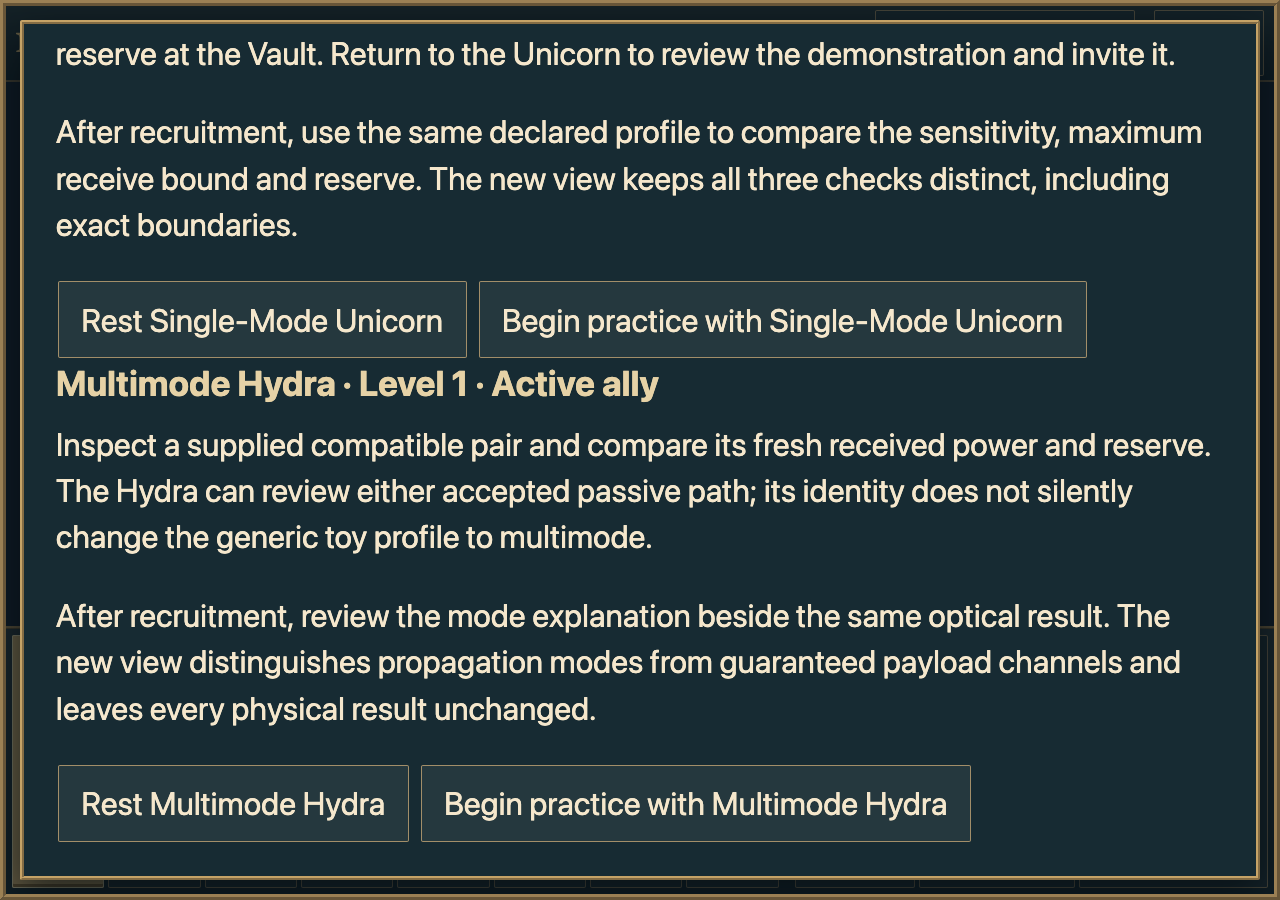 reserve at the Vault. Return to the Unicorn to review the demonstration and invite it.
After recruitment, use the same declared profile to compare the sensitivity, maximum
receive bound and reserve. The new view keeps all three checks distinct, including
exact boundaries.
Rest Single-Mode Unicorn
Begin practice with Single-Mode Unicorn
Multimode Hydra · Level 1 · Active ally
Inspect a supplied compatible pair and compare its fresh received power and reserve.
The Hydra can review either accepted passive path; its identity does not silently
change the generic toy profile to multimode.
After recruitment, review the mode explanation beside the same optical result. The
new view distinguishes propagation modes from guaranteed payload channels and
leaves every physical result unchanged.
Rest Multimode Hydra
Begin practice with Multimode Hydra